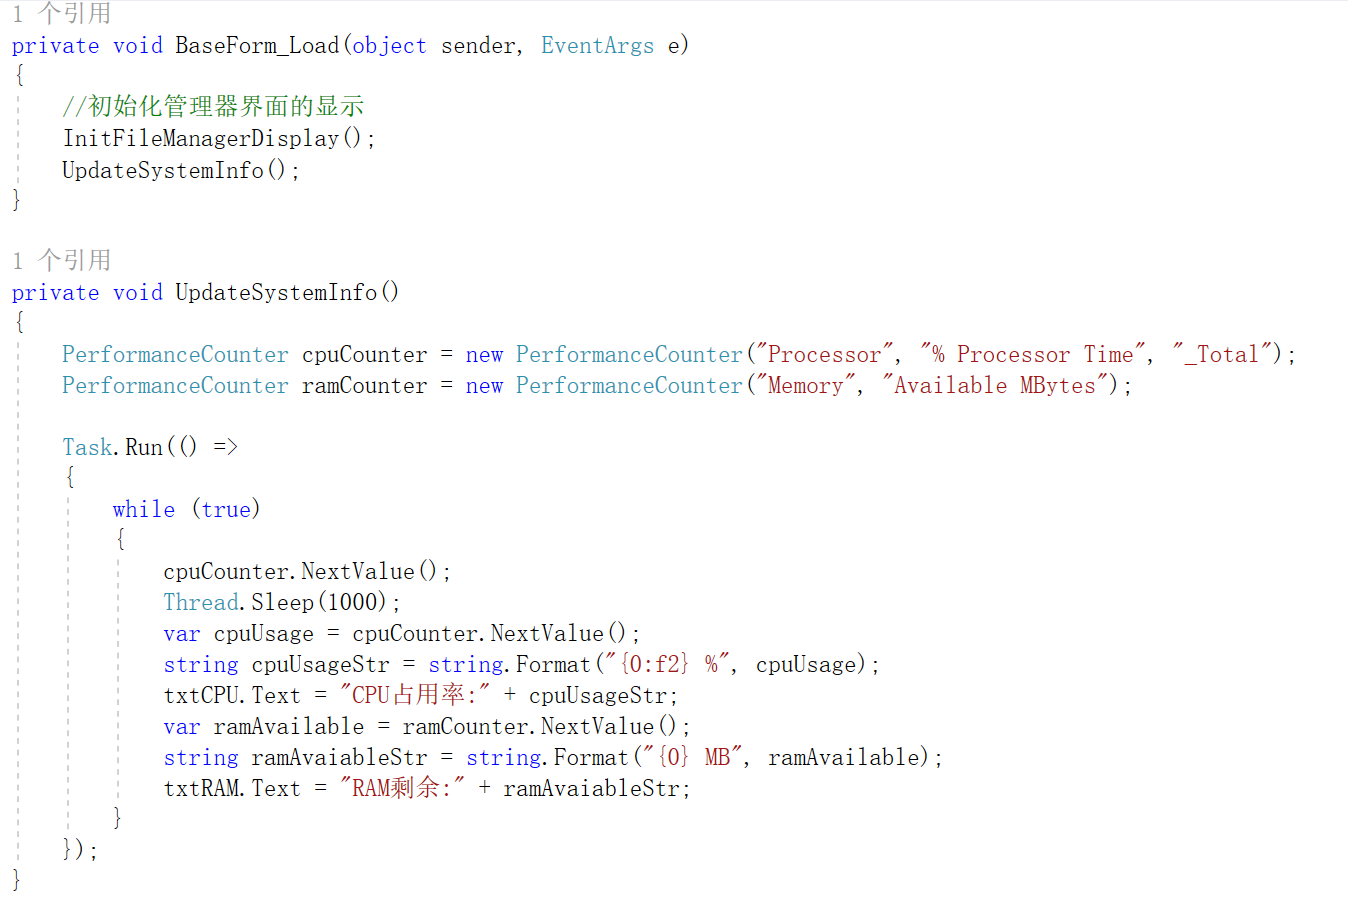 1 个引用
private void BaseForm_Load(object sender, EventArgs e)
{
//初始化管理器界面的显示
InitFileManagerDisplay();
UpdateSystemInfo();
}
1 个引用
private void UpdateSystemInfo()
{
PerformanceCounter cpuCounter = new PerformanceCounter("Processor", "% Processor Time", "_Total");
PerformanceCounter ramCounter = new PerformanceCounter("Memory", "Available MBytes");
Task.Run(() =>
{
while (true)
{
cpuCounter.NextValue();
Thread.Sleep(1000);
var cpuUsage = cpuCounter.NextValue();
string cpuUsageStr = string.Format("{0:f2} %", cpuUsage);
txtCPU.Text = "CPU占用率:" + cpuUsageStr;
var ramAvailable = ramCounter.NextValue();
string ramAvaiableStr = string.Format("{0} MB", ramAvailable);
txtRAM.Text = "RAM剩余:" + ramAvaiableStr;
}
});
}